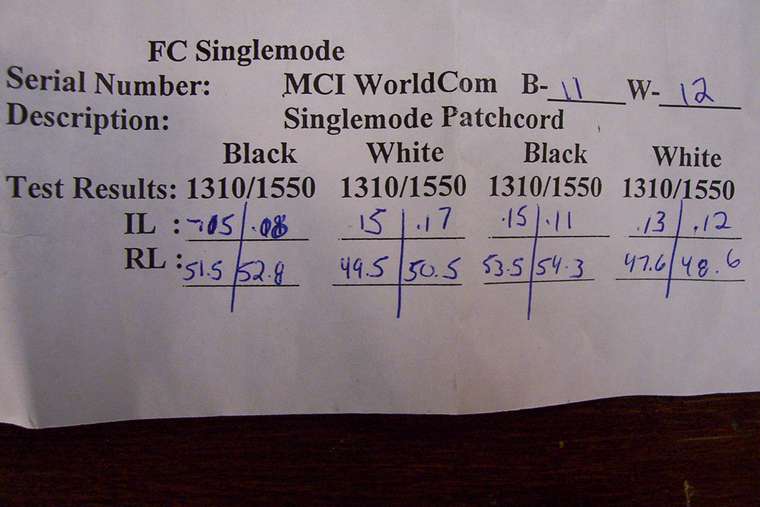 FC Singlemode
Serial Number: MCI WorldCom B-11 W-12
Description: Singlemode Patchcord
Black White Black White
Test Results: 1310/1550 1310/1550 1310/1550 1310/1550
IL : .08 .15 .17 .15 .11 .13 .12
RL : 51.5 52.8 49.5 50.5 53.5 54.3 47.6 48.6